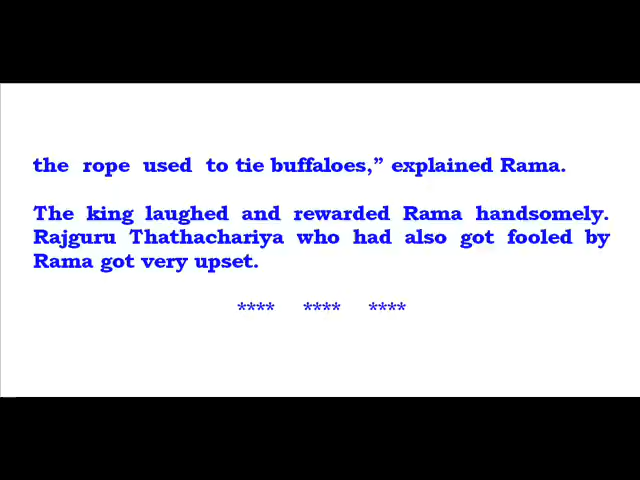 the rope used to tie buffaloes,” explained Rama.
The king laughed and rewarded Rama handsomely.
Rajguru Thathachariya who had also got fooled by
Rama got very upset.
**** **** ****